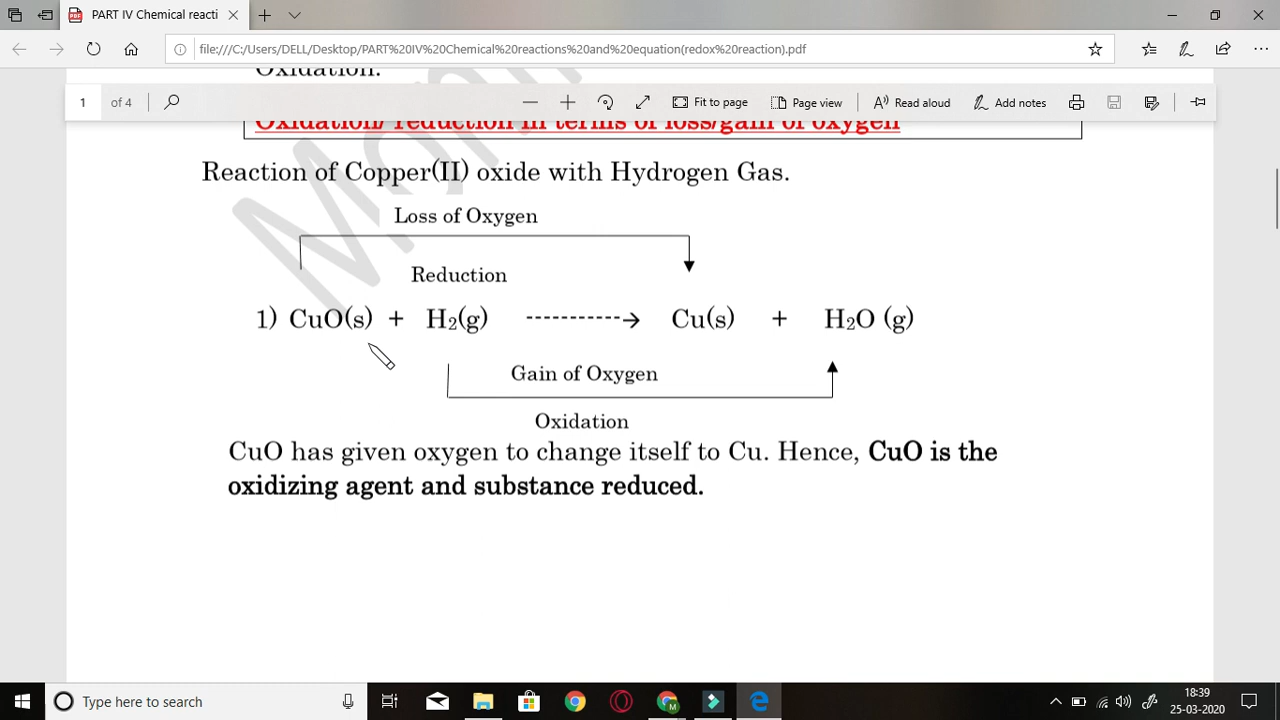 PART IV Chemical reacti
file:///C:/Users/DELL/Desktop/PART%20IV%20Chemical%20reactions%20and%20equation(redox%20reaction).pdf
Oxidation.
1 of 4 Fit to page Page view Read aloud Add notes
Oxidation/ reduction in terms of loss/gain of oxygen
Reaction of Copper(II) oxide with Hydrogen Gas.
Loss of Oxygen
Reduction
1) CuO(s) + H2(g) -----------→ Cu(s) + H2O (g)
Gain of Oxygen
Oxidation
CuO has given oxygen to change itself to Cu. Hence, CuO is the
oxidizing agent and substance reduced.
Type here to search
18:39
25-03-2020